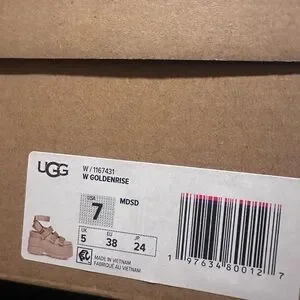 UGG
W / 1167431
W GOLDENRISE
USA
7
MDSD
UK EU JP
5 38 24
MADE IN VIETNAM
FABRIQUÉ AU VIETNAM
1 97634 80012 7